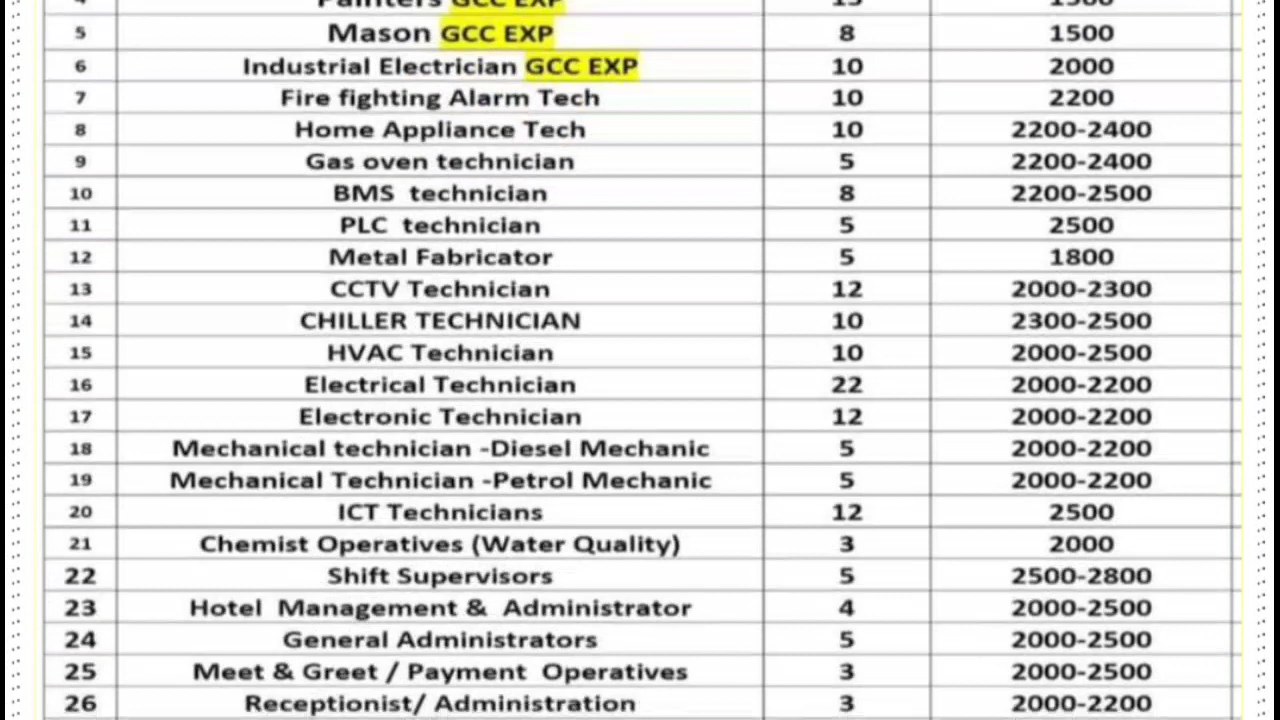 4 Painters GCC EXP 15 1500
5 Mason GCC EXP 8 1500
6 Industrial Electrician GCC EXP 10 2000
7 Fire fighting Alarm Tech 10 2200
8 Home Appliance Tech 10 2200-2400
9 Gas oven technician 5 2200-2400
10 BMS technician 8 2200-2500
11 PLC technician 5 2500
12 Metal Fabricator 5 1800
13 CCTV Technician 12 2000-2300
14 CHILLER TECHNICIAN 10 2300-2500
15 HVAC Technician 10 2000-2500
16 Electrical Technician 22 2000-2200
17 Electronic Technician 12 2000-2200
18 Mechanical technician -Diesel Mechanic 5 2000-2200
19 Mechanical Technician -Petrol Mechanic 5 2000-2200
20 ICT Technicians 12 2500
21 Chemist Operatives (Water Quality) 3 2000
22 Shift Supervisors 5 2500-2800
23 Hotel Management & Administrator 4 2000-2500
24 General Administrators 5 2000-2500
25 Meet & Greet / Payment Operatives 3 2000-2500
26 Receptionist/ Administration 3 2000-2200